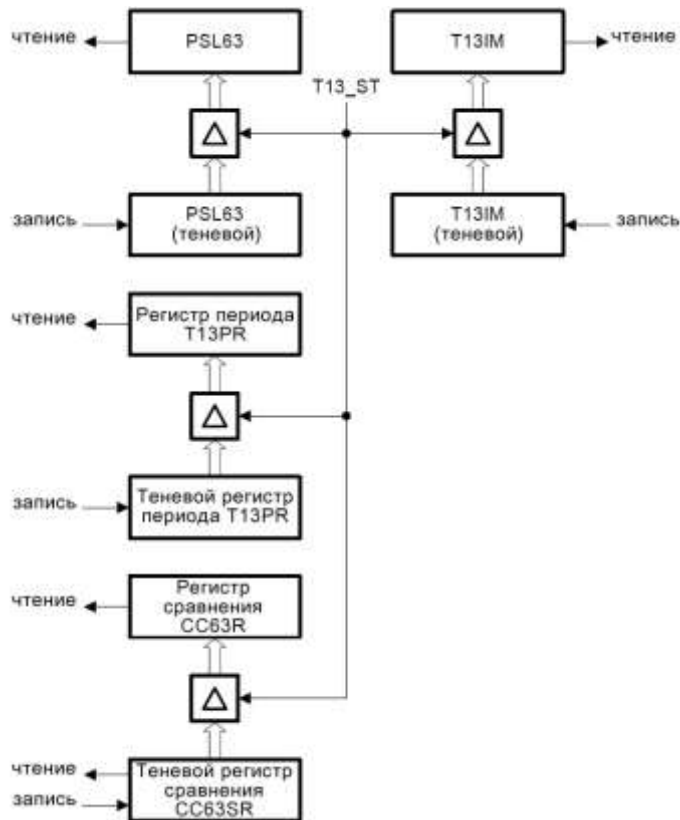 чтение
PSL63
T13IM
чтение
T13_ST
запись
PSL63
(теневой)
T13IM
(теневой)
запись
чтение
Регистр периода
T13PR
запись
Теневой регистр
периода T13PR
чтение
Регистр
сравнения
CC63R
чтение
запись
Теневой регистр
сравнения
CC63SR